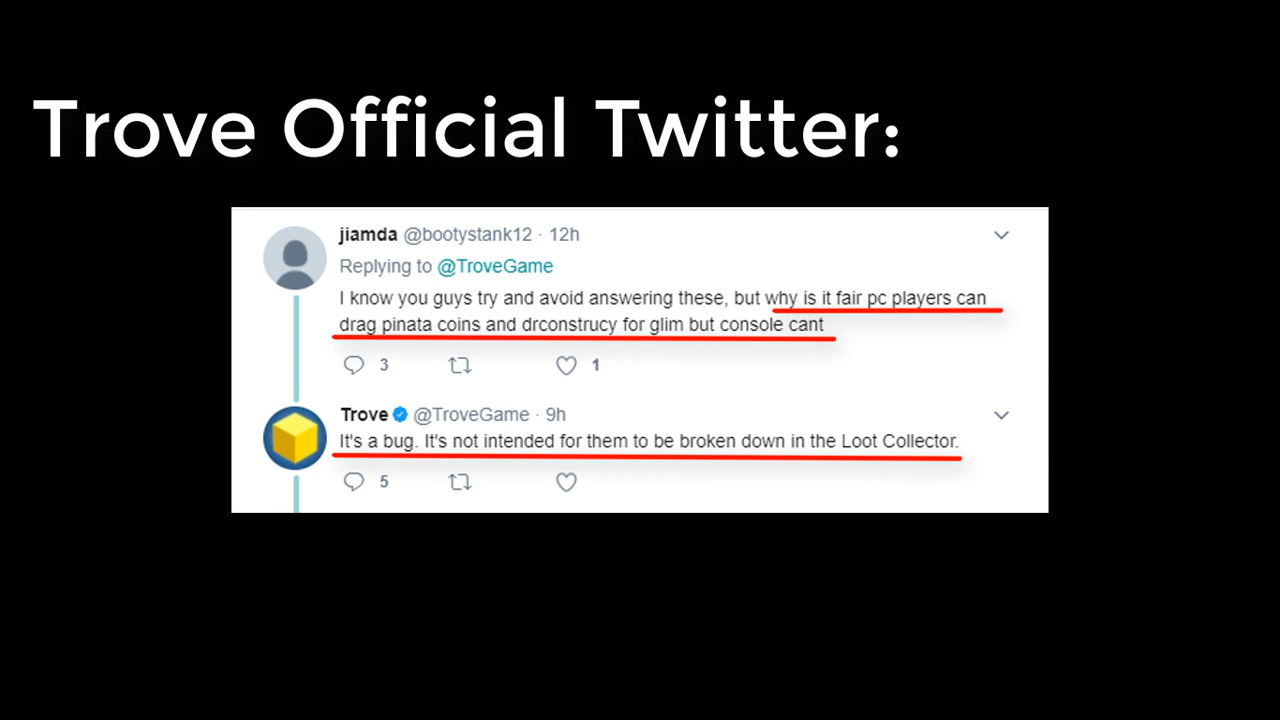 Trove Official Twitter:
jiamda @bootystank12 · 12h
Replying to @TroveGame
I know you guys try and avoid answering these, but why is it fair pc players can
drag pinata coins and drconstrucy for glim but console cant
3 1
Trove @TroveGame · 9h
It's a bug. It's not intended for them to be broken down in the Loot Collector.
5